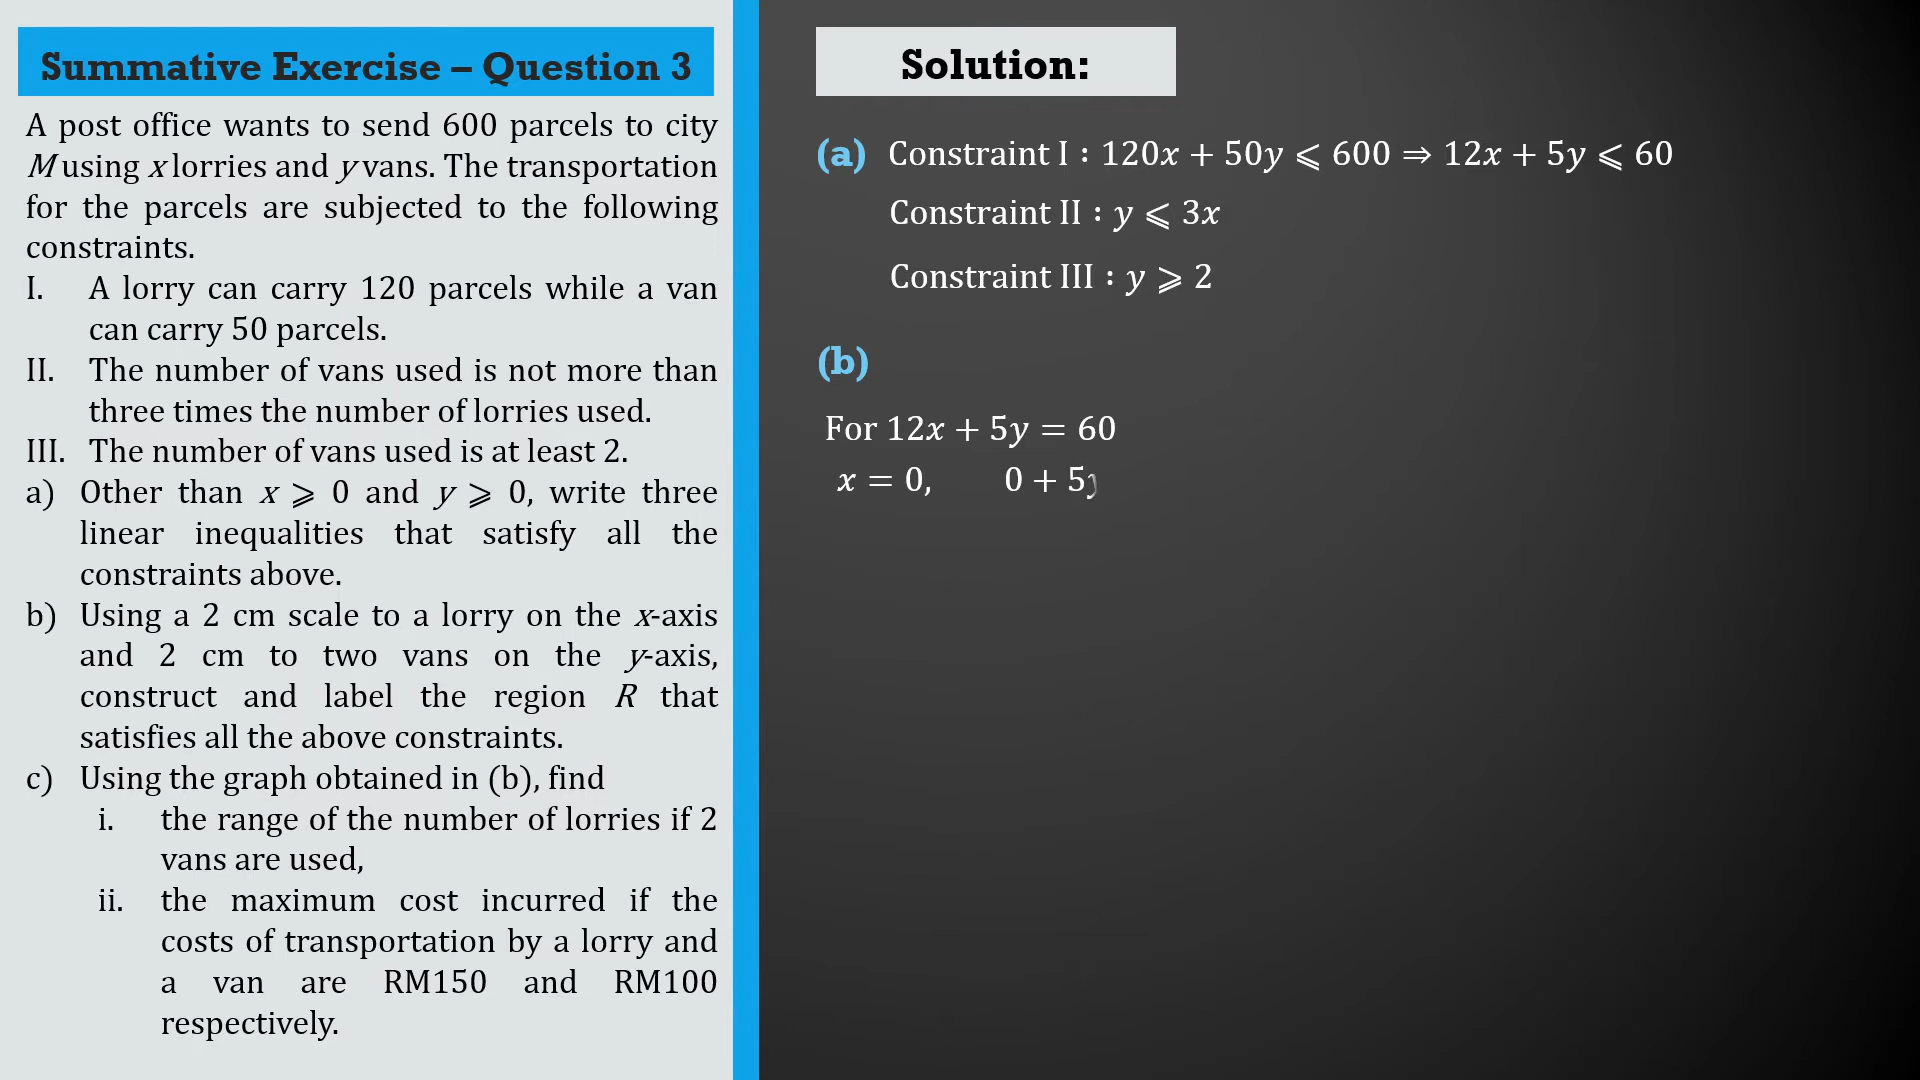 Summative Exercise – Question 3
A post office wants to send 600 parcels to city
M using x lorries and y vans. The transportation
for the parcels are subjected to the following
constraints.
I. A lorry can carry 120 parcels while a van
can carry 50 parcels.
II. The number of vans used is not more than
three times the number of lorries used.
III. The number of vans used is at least 2.
a) Other than x ⩾ 0 and y ⩾ 0, write three
linear inequalities that satisfy all the
constraints above.
b) Using a 2 cm scale to a lorry on the x-axis
and 2 cm to two vans on the y-axis,
construct and label the region R that
satisfies all the above constraints.
c) Using the graph obtained in (b), find
i. the range of the number of lorries if 2
vans are used,
ii. the maximum cost incurred if the
costs of transportation by a lorry and
a van are RM150 and RM100
respectively.
Solution:
(a) Constraint I : 120x + 50y ⩽ 600 ⇒ 12x + 5y ⩽ 60
Constraint II : y ⩽ 3x
Constraint III : y ⩾ 2
(b)
For 12x + 5y = 60
x = 0, 0 + 5y